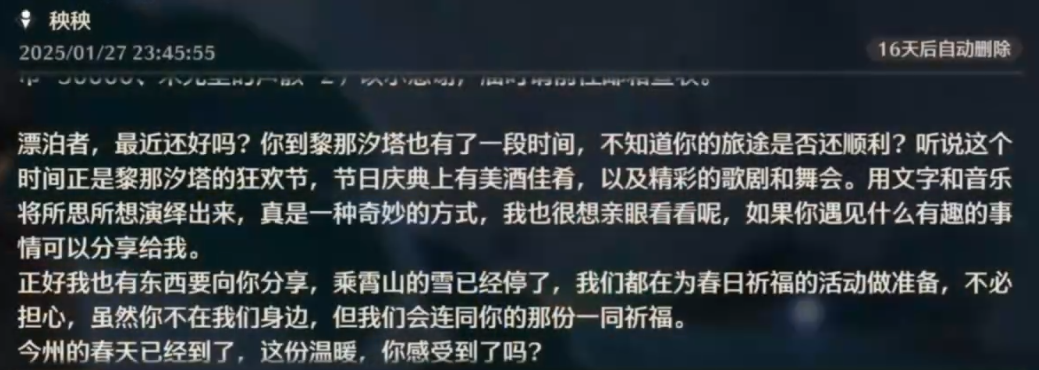 秧秧
2025/01/27 23:45:55
16天后自动删除
漂泊者，最近还好吗？你到黎那汐塔也有了一段时间，不知道你的旅途是否还顺利？听说这个
时间正是黎那汐塔的狂欢节，节日庆典上有美酒佳肴，以及精彩的歌剧和舞会。用文字和音乐
将所思所想演绎出来，真是一种奇妙的方式，我也很想亲眼看看呢，如果你遇见什么有趣的事
情可以分享给我。
正好我也有东西要向你分享，乘霄山的雪已经停了，我们都在为春日祈福的活动做准备，不必
担心，虽然你不在我们身边，但我们会连同你的那份一同祈福。
今州的春天已经到了，这份温暖，你感受到了吗？